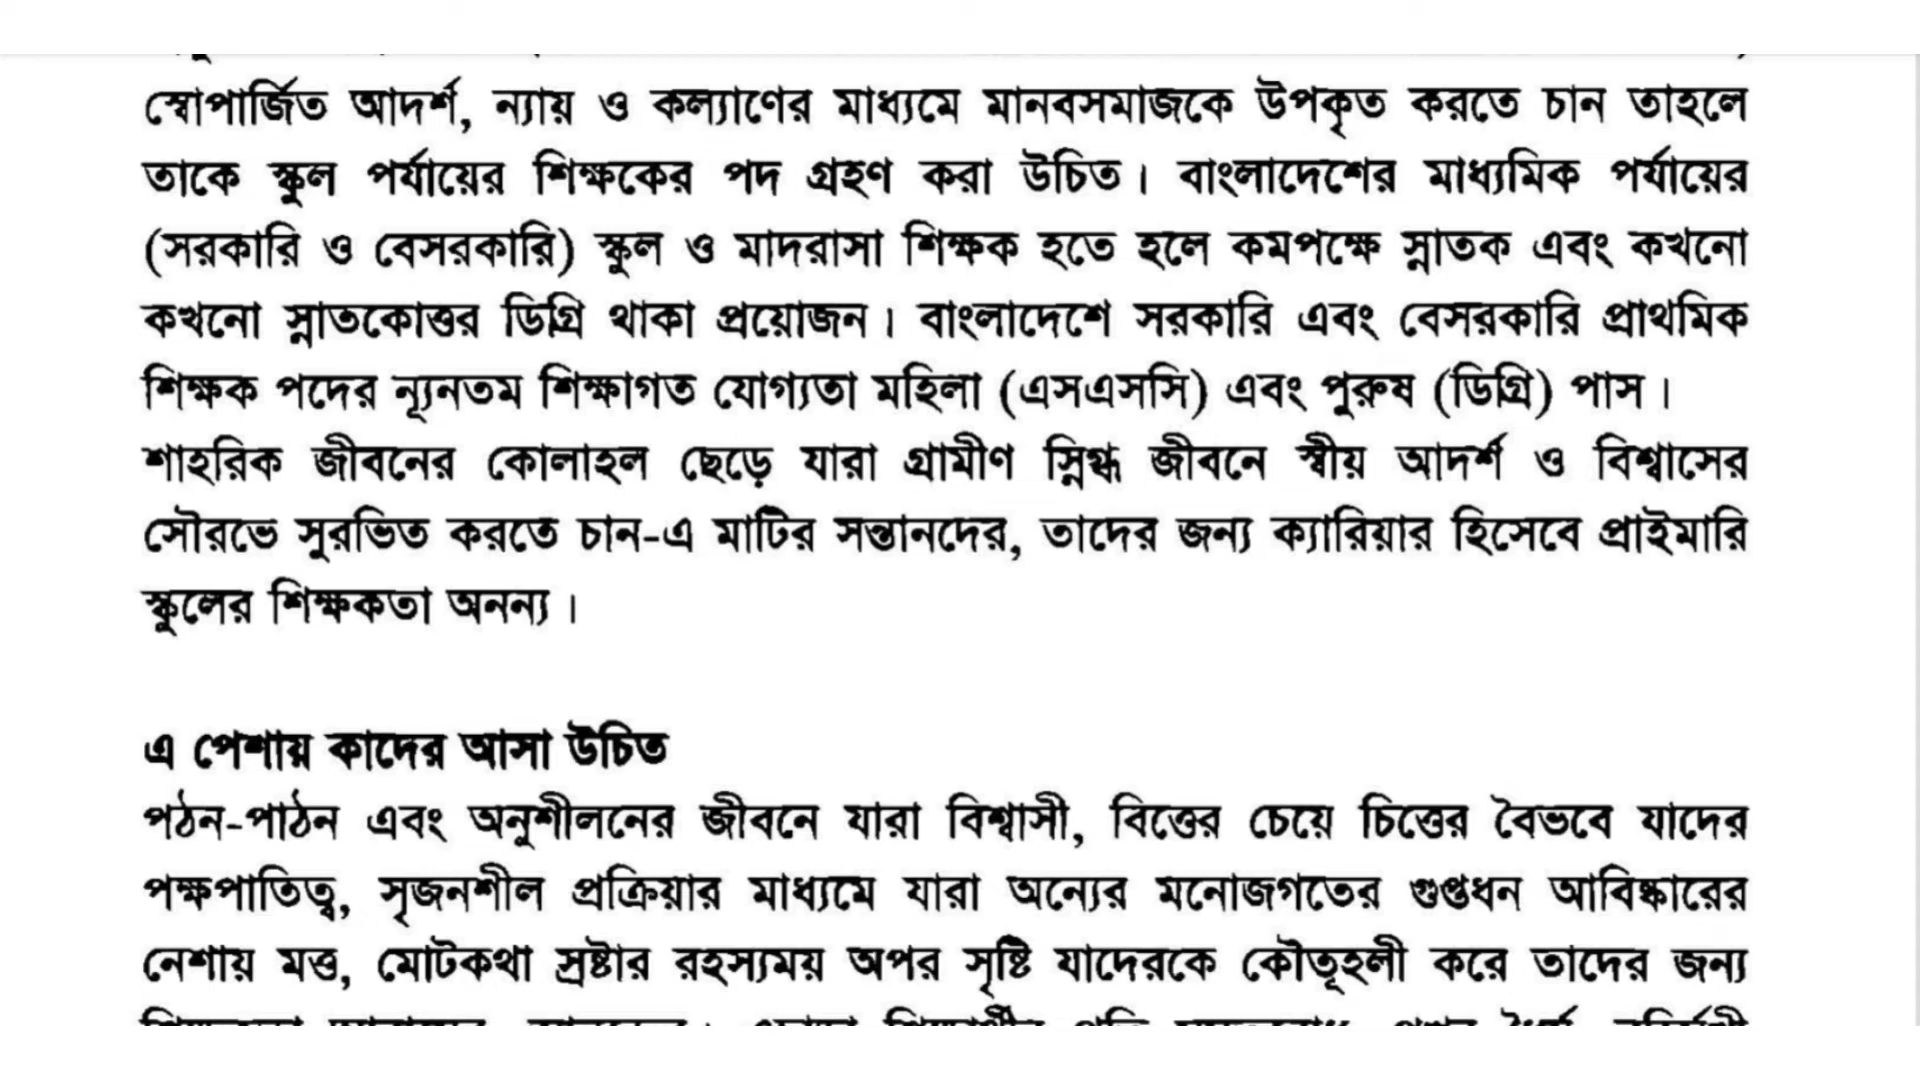 স্বোপার্জিত আদর্শ, ন্যায় ও কল্যাণের মাধ্যমে মানবসমাজকে উপকৃত করতে চান তাহলে
তাকে স্কুল পর্যায়ের শিক্ষকের পদ গ্রহণ করা উচিত। বাংলাদেশের মাধ্যমিক পর্যায়ের
(সরকারি ও বেসরকারি) স্কুল ও মাদরাসা শিক্ষক হতে হলে কমপক্ষে স্নাতক এবং কখনো
কখনো স্নাতকোত্তর ডিগ্রি থাকা প্রয়োজন। বাংলাদেশে সরকারি এবং বেসরকারি প্রাথমিক
শিক্ষক পদের ন্যূনতম শিক্ষাগত যোগ্যতা মহিলা (এসএসসি) এবং পুরুষ (ডিগ্রি) পাস।
শাহরিক জীবনের কোলাহল ছেড়ে যারা গ্রামীণ স্নিগ্ধ জীবনে স্বীয় আদর্শ ও বিশ্বাসের
সৌরভে সুরভিত করতে চান-এ মাটির সন্তানদের, তাদের জন্য ক্যারিয়ার হিসেবে প্রাইমারি
স্কুলের শিক্ষকতা অনন্য।
এ পেশায় কাদের আসা উচিত
পঠন-পাঠন এবং অনুশীলনের জীবনে যারা বিশ্বাসী, বিত্তের চেয়ে চিত্তের বৈভবে যাদের
পক্ষপাতিত্ব, সৃজনশীল প্রক্রিয়ার মাধ্যমে যারা অন্যের মনোজগতের গুপ্তধন আবিষ্কারের
নেশায় মত্ত, মোটকথা স্রষ্টার রহস্যময় অপর সৃষ্টি যাদেরকে কৌতূহলী করে তাদের জন্য